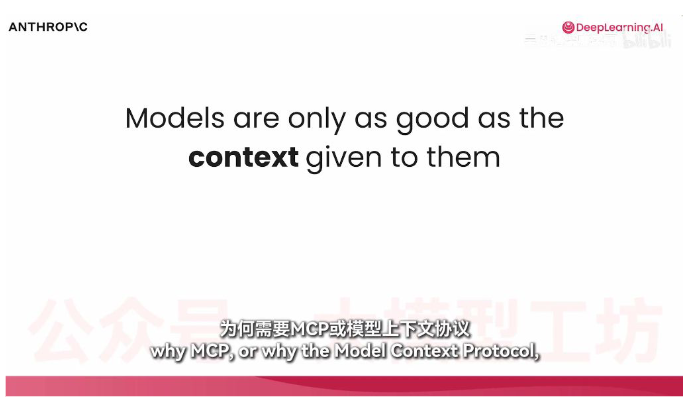 ANTHROP\C
DeepLearning.AI
bilibili
Models are only as good as the
context given to them
公众号 大模型工坊
为何需要MCP或模型上下文协议
why MCP, or why the Model Context Protocol,